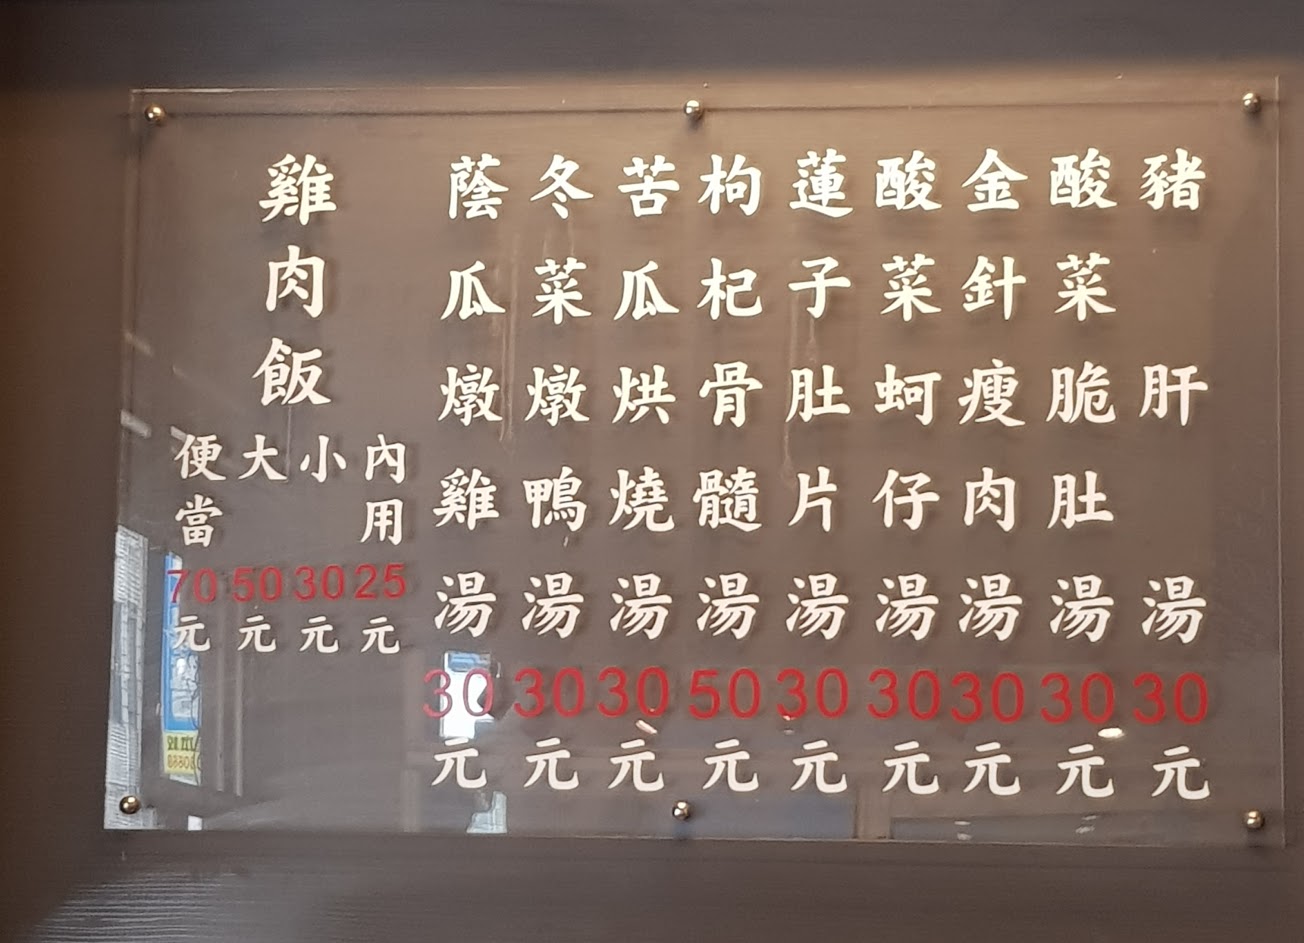 豬肝湯30元
酸菜脆肚湯30元
金針瘦肉湯30元
酸菜蚵仔湯30元
蓮子肚片湯30元
枸杞骨髓湯50元
苦瓜烘燒湯30元
冬菜燉鴨湯30元
蔭瓜燉雞湯30元
雞肉飯
內用25元
小30元
大50元
便當70元